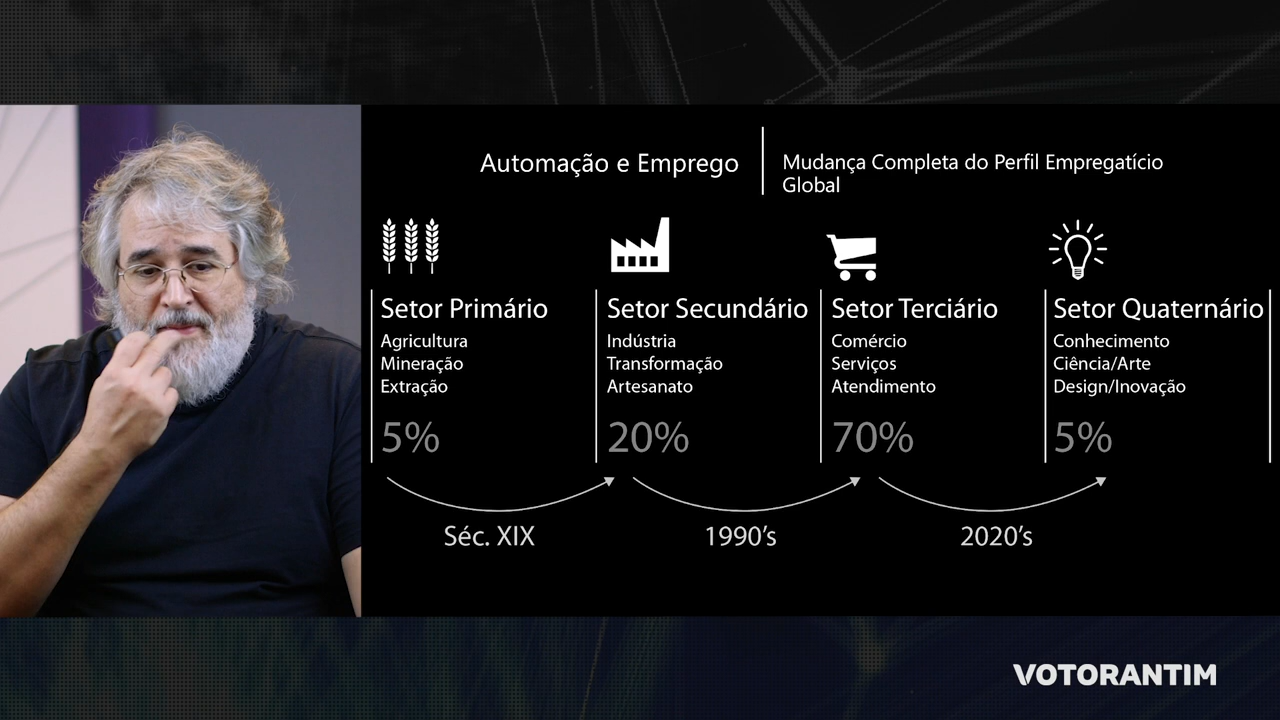 Automação e Emprego
Mudança Completa do Perfil Empregatício
Global
Setor Primário
Agricultura
Mineração
Extração
5%
Setor Secundário
Indústria
Transformação
Artesanato
20%
Setor Terciário
Comércio
Serviços
Atendimento
70%
Setor Quaternário
Conhecimento
Ciência/Arte
Design/Inovação
5%
Séc. XIX
1990's
2020's
VOTORANTIM